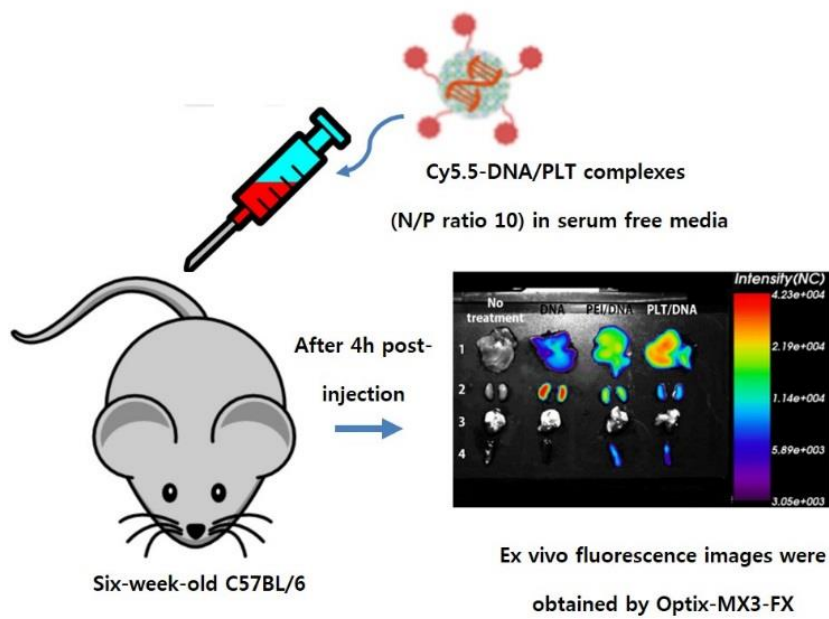 Cy5.5-DNA/PLT complexes
(N/P ratio 10) in serum free media
After 4h post-
injection
Six-week-old C57BL/6
Intensity(NC)
4.23e+004
2.19e+004
1.14e+004
5.89e+003
3.05e+003
No
treatment
DNA
PEI/DNA
PLT/DNA
1
2
3
4
Ex vivo fluorescence images were
obtained by Optix-MX3-FX